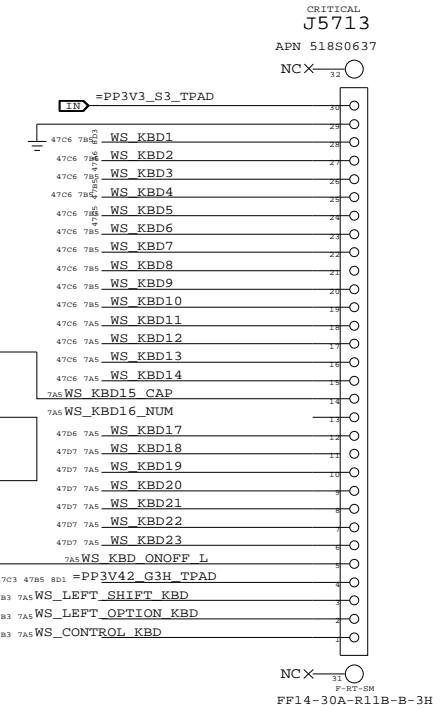 CRITICAL
J5713
APN 518S0637
NC 32
IN =PP3V3_S3_TPAD 30
29
47C6 7B5 WS_KBD1 28
47C6 7B5 WS_KBD2 27
47C6 7B5 WS_KBD3 26
47C6 7B5 WS_KBD4 25
47C6 7B5 WS_KBD5 24
47C6 7B5 WS_KBD6 23
47C6 7B5 WS_KBD7 22
47C6 7B5 WS_KBD8 21
47C6 7B5 WS_KBD9 20
47C6 7B5 WS_KBD10 19
47C6 7A5 WS_KBD11 18
47C6 7A5 WS_KBD12 17
47C6 7A5 WS_KBD13 16
47C6 7A5 WS_KBD14 15
7A5 WS_KBD15_CAP 14
7A5 WS_KBD16_NUM 13
47D6 7A5 WS_KBD17 12
47D7 7A5 WS_KBD18 11
47D7 7A5 WS_KBD19 10
47D7 7A5 WS_KBD20 9
47D7 7A5 WS_KBD21 8
47D7 7A5 WS_KBD22 7
47D7 7A5 WS_KBD23 6
7A5 WS_KBD_ONOFF_L 5
47B5 8D1 =PP3V42_G3H_TPAD 4
7A5 WS_LEFT_SHIFT_KBD 3
7A5 WS_LEFT_OPTION_KBD 2
7A5 WS_CONTROL_KBD 1
NC 31
F-RT-SM
FF14-30A-R11B-B-3H